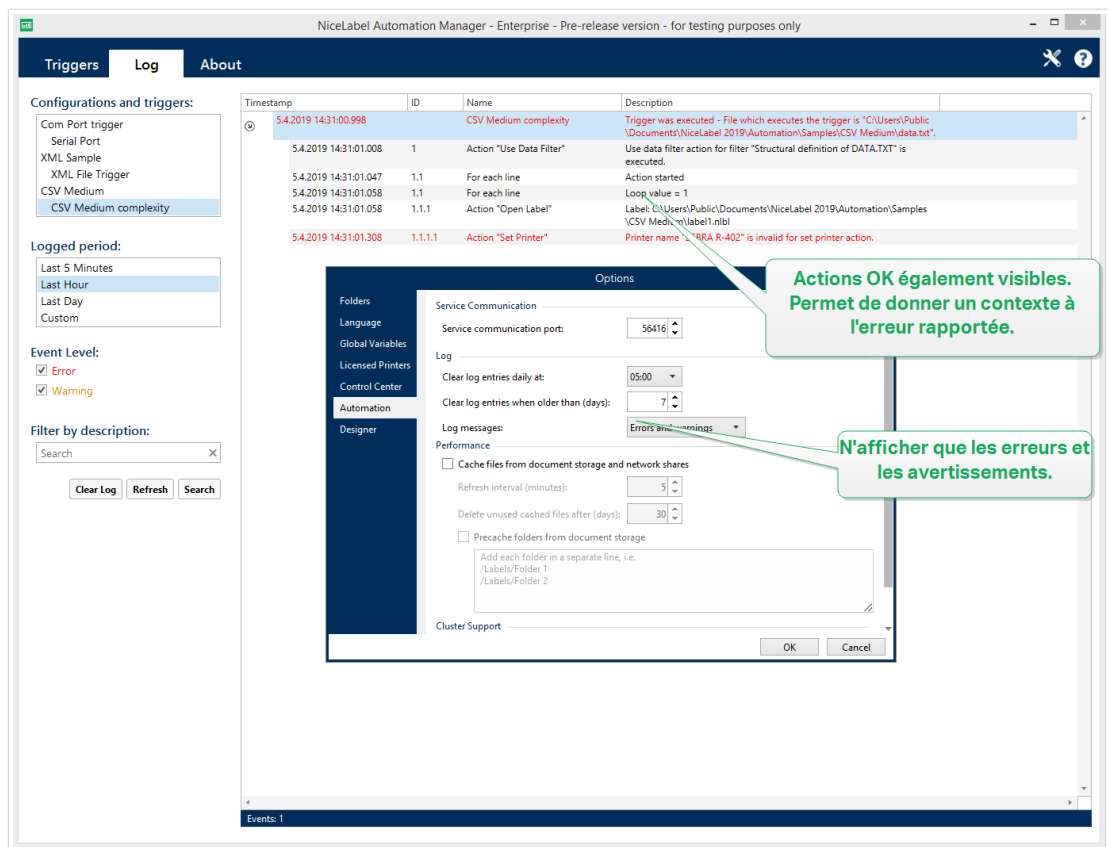 NiceLabel Automation Manager - Enterprise - Pre-release version - for testing purposes only
Triggers Log About
Configurations and triggers:
Com Port trigger
Serial Port
XML Sample
XML File Trigger
CSV Medium
CSV Medium complexity
Logged period:
Last 5 Minutes
Last Hour
Last Day
Custom
Event Level:
Error
Warning
Filter by description:
Search
Clear Log Refresh Search
Timestamp ID Name Description
5.4.2019 14:31:00.998 CSV Medium complexity Trigger was executed - File which executes the trigger is "C:\Users\Public
\Documents\NiceLabel 2019\Automation\Samples\CSV Medium\data.txt".
5.4.2019 14:31:01.008 1 Action "Use Data Filter" Use data filter action for filter "Structural definition of DATA.TXT" is
executed.
5.4.2019 14:31:01.047 1.1 For each line Action started
5.4.2019 14:31:01.058 1.1 For each line Loop value = 1
5.4.2019 14:31:01.058 1.1.1 Action "Open Label" Label: C:\Users\Public\Documents\NiceLabel 2019\Automation\Samples
\CSV Medium\label1.nlbl
5.4.2019 14:31:01.308 1.1.1.1 Action "Set Printer" Printer name "ZEBRA R-402" is invalid for set printer action.
Actions OK également visibles.
Permet de donner un contexte à
l'erreur rapportée.
Options
Folders
Language
Global Variables
Licensed Printers
Control Center
Automation
Designer
Service Communication
Service communication port: 56416
Log
Clear log entries daily at: 05:00
Clear log entries when older than (days): 7
Log messages: Errors and warnings
N'afficher que les erreurs et
les avertissements.
Performance
Cache files from document storage and network shares
Refresh interval (minutes): 5
Delete unused cached files after (days): 30
Precache folders from document storage
Add each folder in a separate line, i.e.
/Labels/Folder 1
/Labels/Folder 2
Cluster Support
OK Cancel
Events: 1